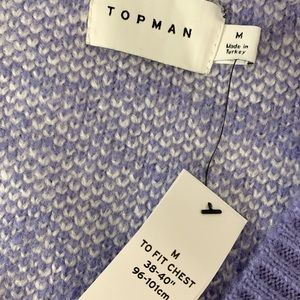 TOPMAN
M
Made in
Turkey
M
TO FIT CHEST
38-40"
96-101cm